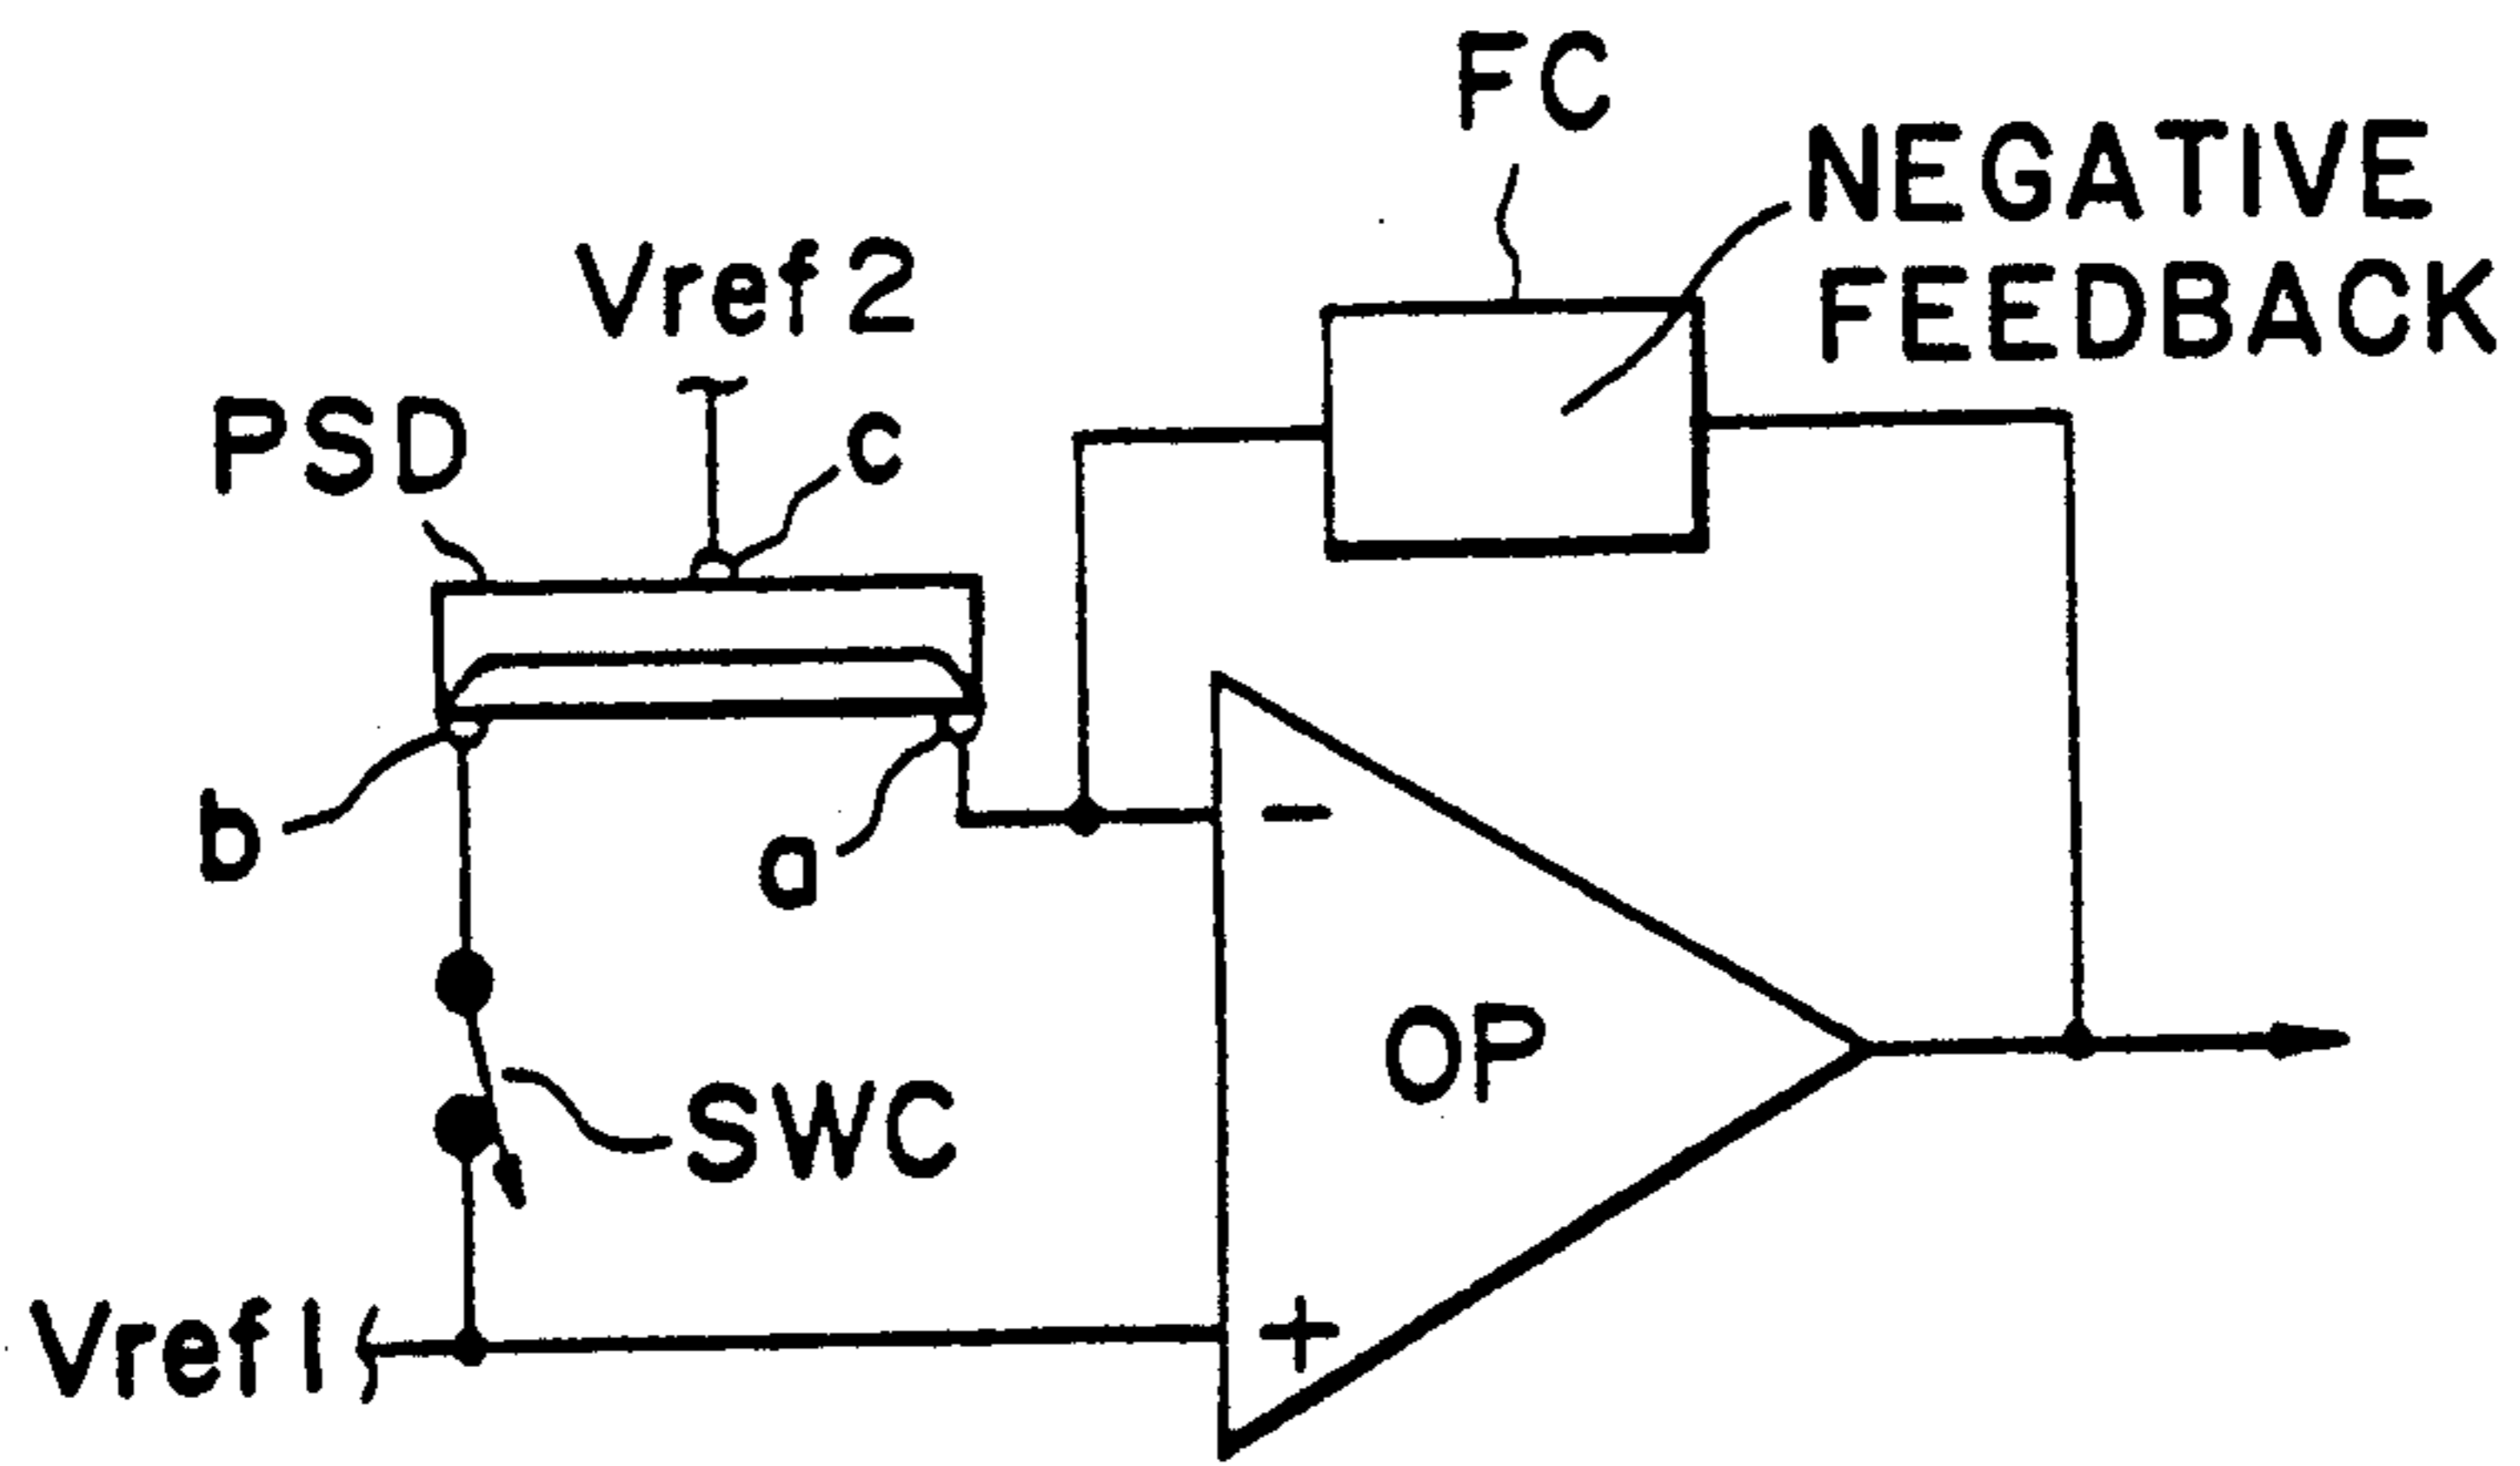 FC
NEGATIVE
FEEDBACK
Vref2
PSD
c
b
a
-
OP
SWC
Vref1
+